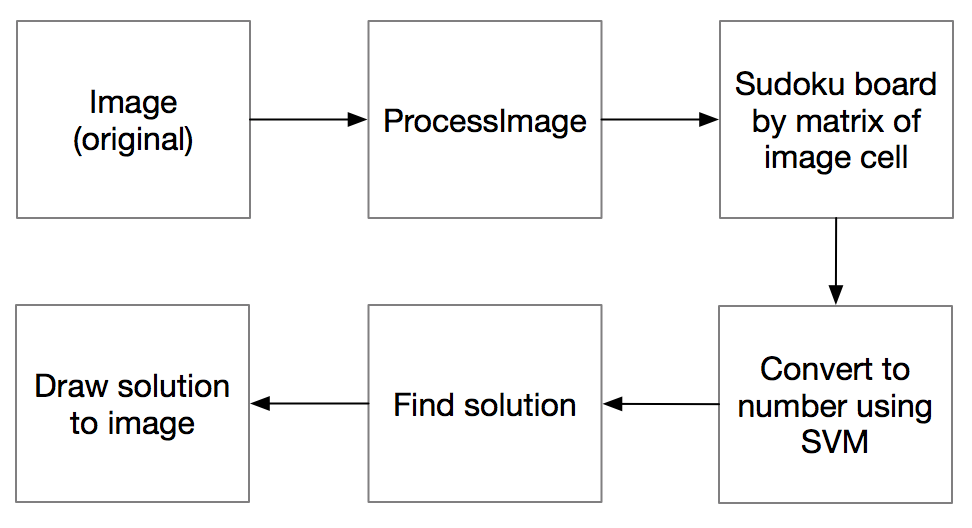 Image
(original)
ProcessImage
Sudoku board
by matrix of
image cell
Convert to
number using
SVM
Find solution
Draw solution
to image